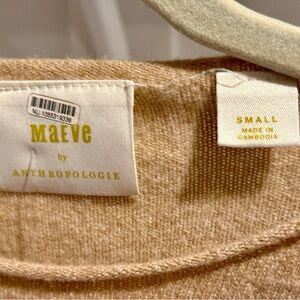 MaEVe
by
ANTHROPOLOGIE
SMALL
MADE IN
CAMBODIA